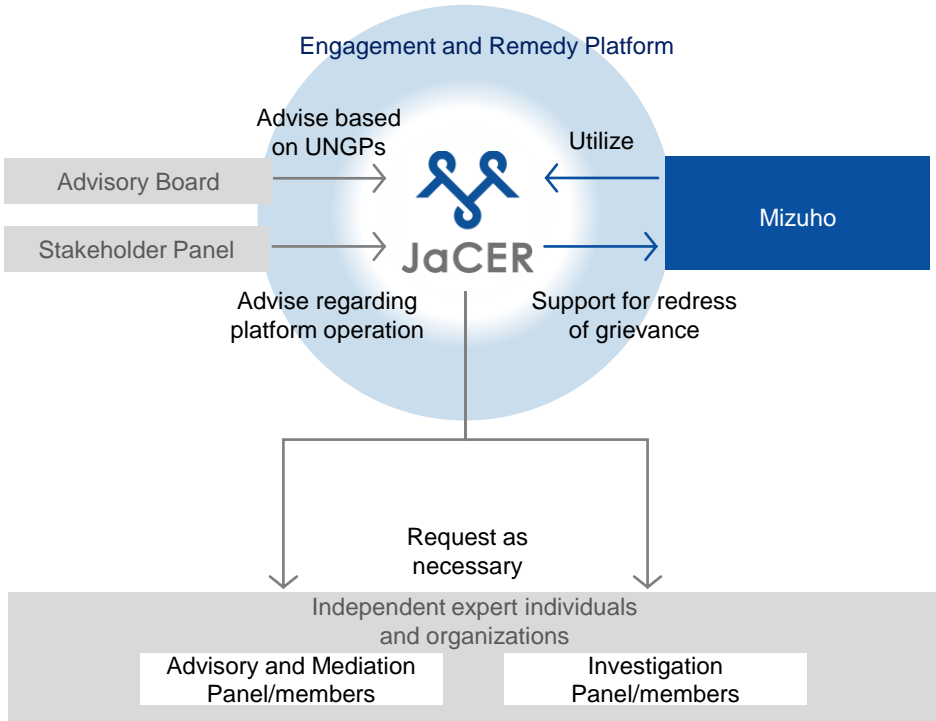 Engagement and Remedy Platform
Advise based
on UNGPs
Utilize
Advisory Board
Mizuho
Stakeholder Panel
JaCER
Advise regarding
platform operation
Support for redress
of grievance
Request as
necessary
Independent expert individuals
and organizations
Advisory and Mediation
Panel/members
Investigation
Panel/members